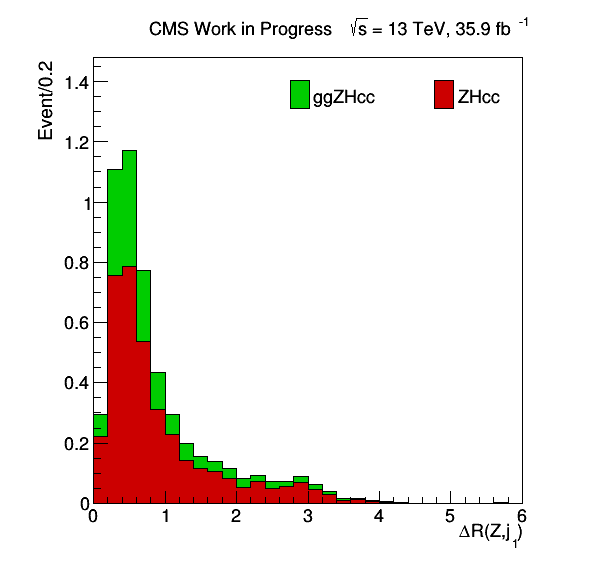 CMS Work in Progress √s = 13 TeV, 35.9 fb⁻¹
Event/0.2
ggZHcc ZHcc
1.4
1.2
1
0.8
0.6
0.4
0.2
0
0 1 2 3 4 5 6
ΔR(Z,j₁)